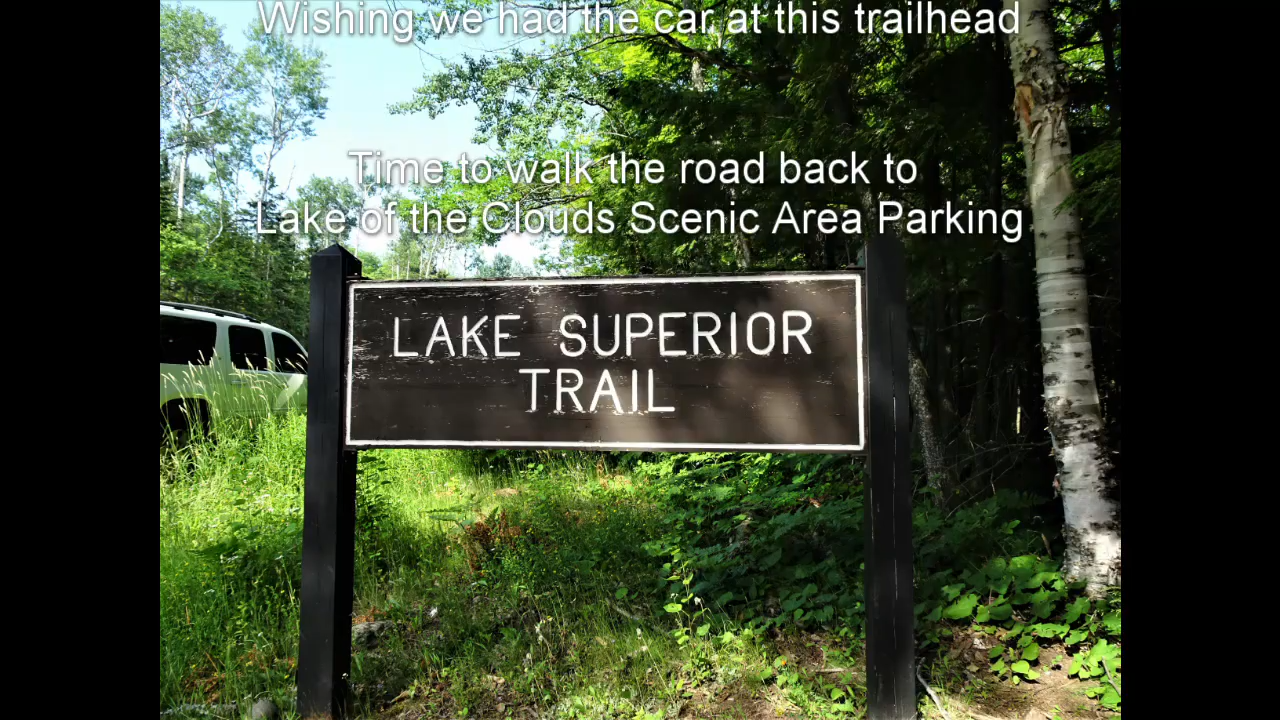 Wishing we had the car at this trailhead
Time to walk the road back to
Lake of the Clouds Scenic Area Parking
LAKE SUPERIOR
TRAIL